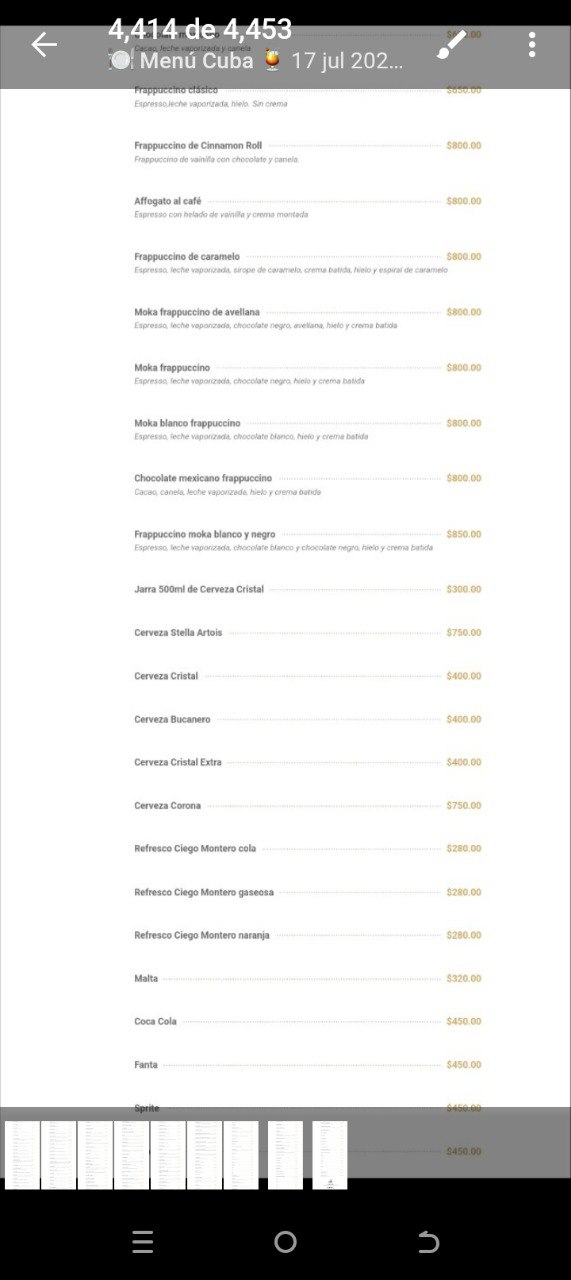 4,414 de 4,453
🍽 Menú Cuba 🍹 17 jul 202...
Chocolate mexicano
Cacao, leche vaporizada y canela
Frappuccino clásico $650.00
Espresso,leche vaporizada, hielo. Sin crema
Frappuccino de Cinnamon Roll $800.00
Frappuccino de vainilla con chocolate y canela.
Affogato al café $800.00
Espresso con helado de vainilla y crema montada
Frappuccino de caramelo $800.00
Espresso, leche vaporizada, sirope de caramelo, crema batida, hielo y espiral de caramelo
Moka frappuccino de avellana $800.00
Espresso, leche vaporizada, chocolate negro, avellana, hielo y crema batida
Moka frappuccino $800.00
Espresso, leche vaporizada, chocolate negro, hielo y crema batida
Moka blanco frappuccino $800.00
Espresso, leche vaporizada, chocolate blanco, hielo y crema batida
Chocolate mexicano frappuccino $800.00
Cacao, canela, leche vaporizada, hielo y crema batida
Frappuccino moka blanco y negro $850.00
Espresso, leche vaporizada, chocolate blanco y chocolate negro, hielo y crema batida
Jarra 500ml de Cerveza Cristal $300.00
Cerveza Stella Artois $750.00
Cerveza Cristal $400.00
Cerveza Bucanero $400.00
Cerveza Cristal Extra $400.00
Cerveza Corona $750.00
Refresco Ciego Montero cola $280.00
Refresco Ciego Montero gaseosa $280.00
Refresco Ciego Montero naranja $280.00
Malta $320.00
Coca Cola $450.00
Fanta $450.00
Sprite $450.00
$450.00